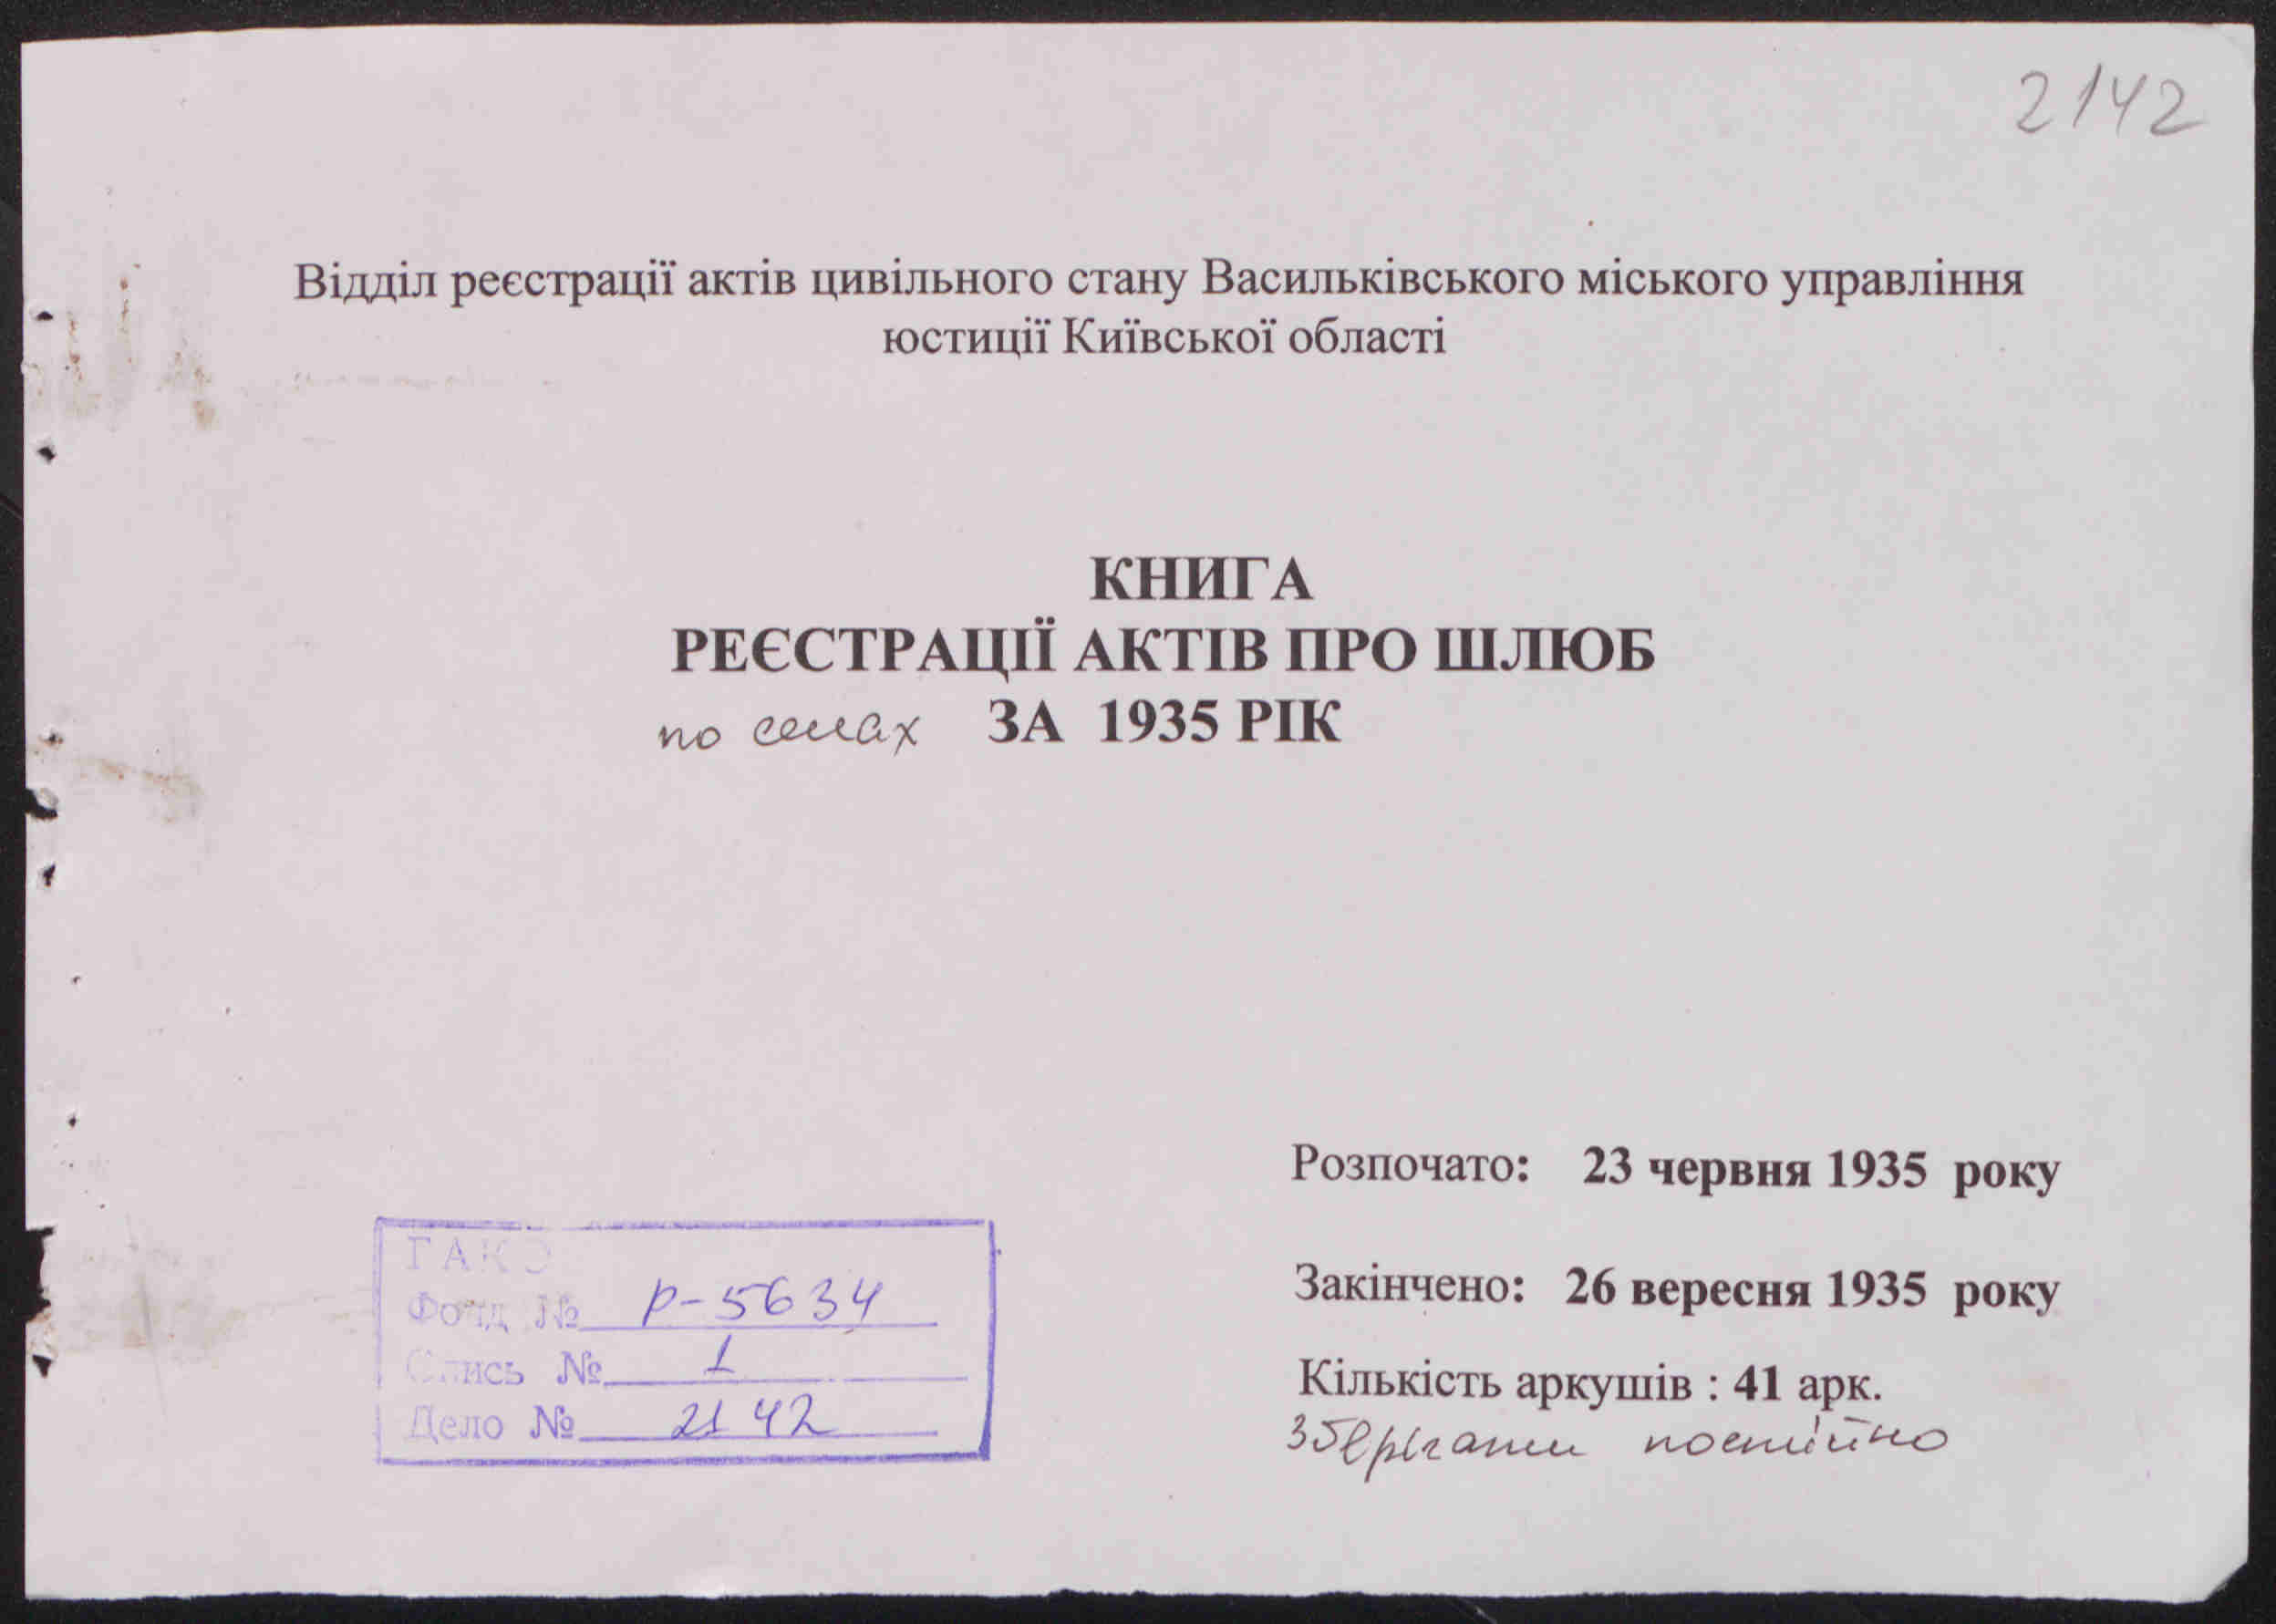 2142
Відділ реєстрації актів цивільного стану Васильківського міського управління
юстиції Київської області
КНИГА
РЕЄСТРАЦІЇ АКТІВ ПРО ШЛЮБ
по селах ЗА 1935 РІК
Розпочато: 23 червня 1935 року
Закінчено: 26 вересня 1935 року
Кількість аркушів : 41 арк.
Зберігати постійно
ГАКО
Фонд № р-5634
Опись № 1
Дело № 2142